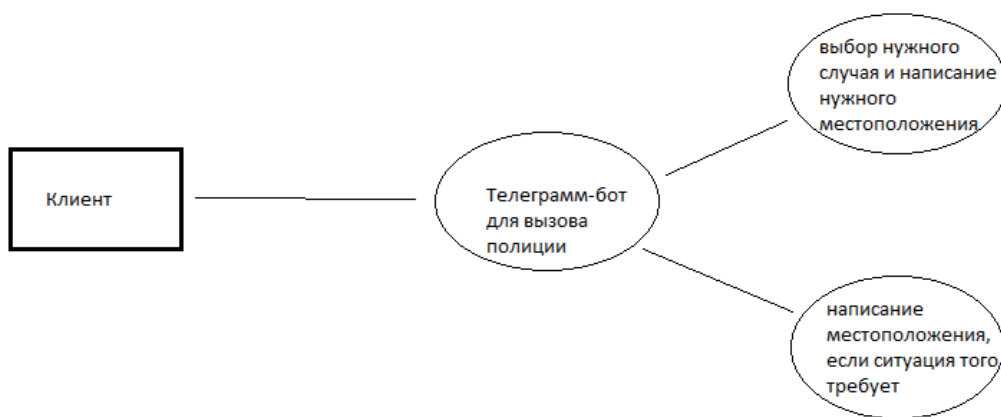 Клиент
Телеграмм-бот
для вызова
полиции
выбор нужного
случая и написание
нужного
местоположения
написание
местоположения,
если ситуация того
требует